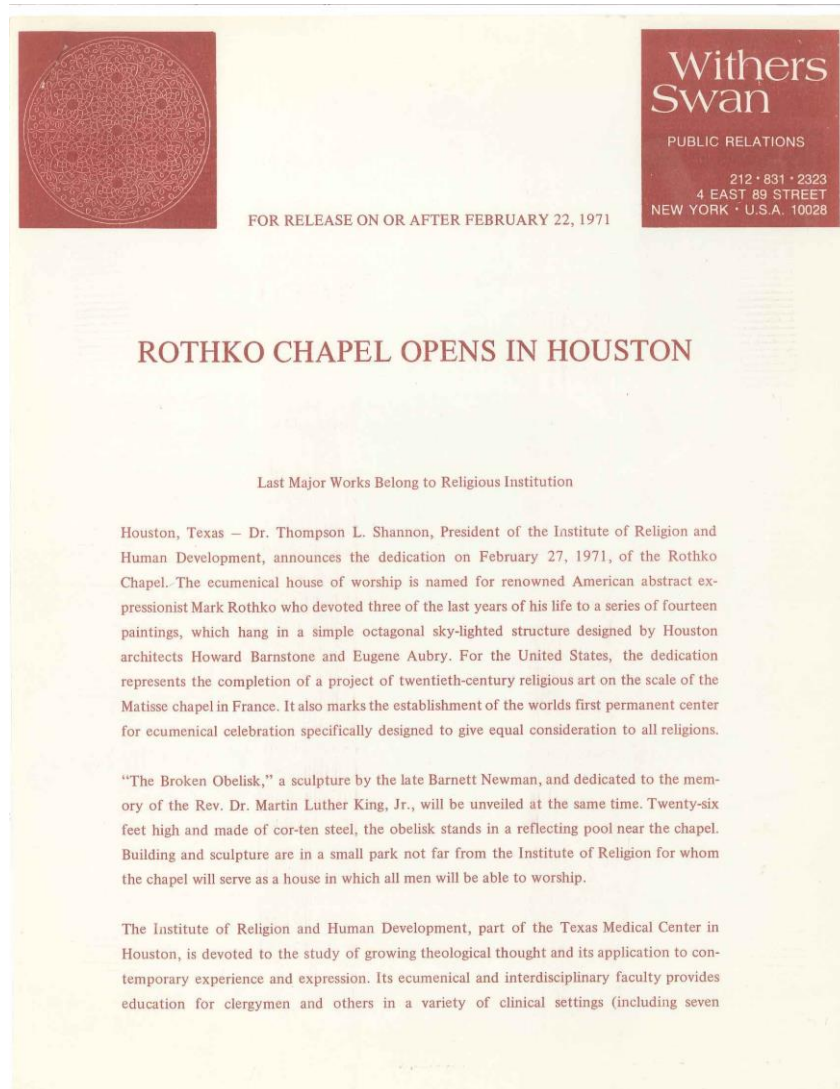 Withers
Swan
PUBLIC RELATIONS
212 · 831 · 2323
4 EAST 89 STREET
NEW YORK · U.S.A. 10028
FOR RELEASE ON OR AFTER FEBRUARY 22, 1971
ROTHKO CHAPEL OPENS IN HOUSTON
Last Major Works Belong to Religious Institution
Houston, Texas — Dr. Thompson L. Shannon, President of the Institute of Religion and
Human Development, announces the dedication on February 27, 1971, of the Rothko
Chapel. The ecumenical house of worship is named for renowned American abstract ex-
pressionist Mark Rothko who devoted three of the last years of his life to a series of fourteen
paintings, which hang in a simple octagonal sky-lighted structure designed by Houston
architects Howard Barnstone and Eugene Aubry. For the United States, the dedication
represents the completion of a project of twentieth-century religious art on the scale of the
Matisse chapel in France. It also marks the establishment of the worlds first permanent center
for ecumenical celebration specifically designed to give equal consideration to all religions.
“The Broken Obelisk,” a sculpture by the late Barnett Newman, and dedicated to the mem-
ory of the Rev. Dr. Martin Luther King, Jr., will be unveiled at the same time. Twenty-six
feet high and made of cor-ten steel, the obelisk stands in a reflecting pool near the chapel.
Building and sculpture are in a small park not far from the Institute of Religion for whom
the chapel will serve as a house in which all men will be able to worship.
The Institute of Religion and Human Development, part of the Texas Medical Center in
Houston, is devoted to the study of growing theological thought and its application to con-
temporary experience and expression. Its ecumenical and interdisciplinary faculty provides
education for clergymen and others in a variety of clinical settings (including seven